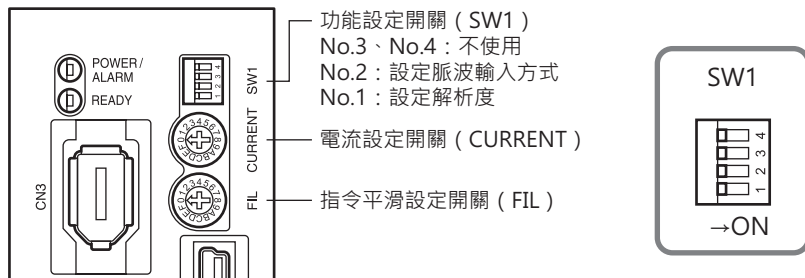 POWER /
ALARM
READY
CN3
1 2 3 4
SW1
0123456789ABCDEF
CURRENT
0123456789ABCDEF
FIL
功能設定開關（SW1）
No.3、No.4：不使用
No.2：設定脈波輸入方式
No.1：設定解析度
電流設定開關（CURRENT）
指令平滑設定開關（FIL）
SW1
1 2 3 4
→ON